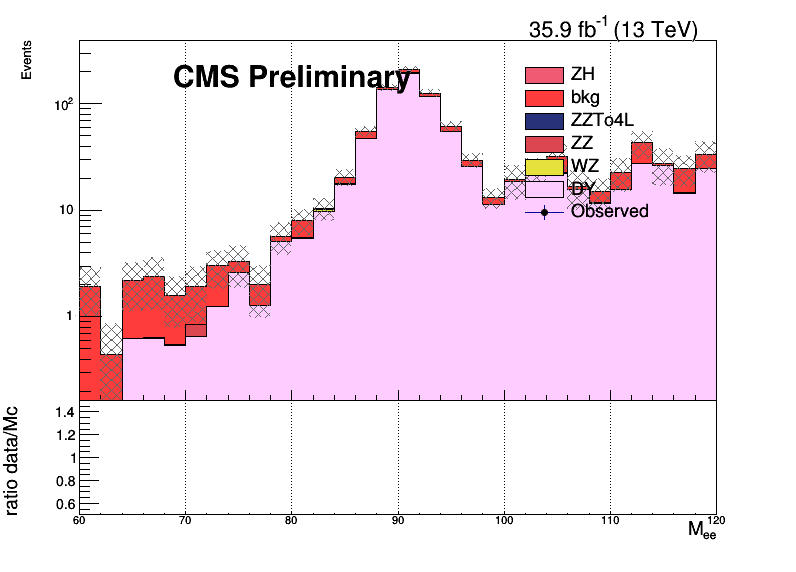 35.9 fb⁻¹ (13 TeV)
Events
CMS Preliminary
ZH
bkg
ZZTo4L
ZZ
WZ
DY
Observed
10²
10
1
ratio data/Mc
1.4
1.2
1
0.8
0.6
60 70 80 90 100 110 120
Mee